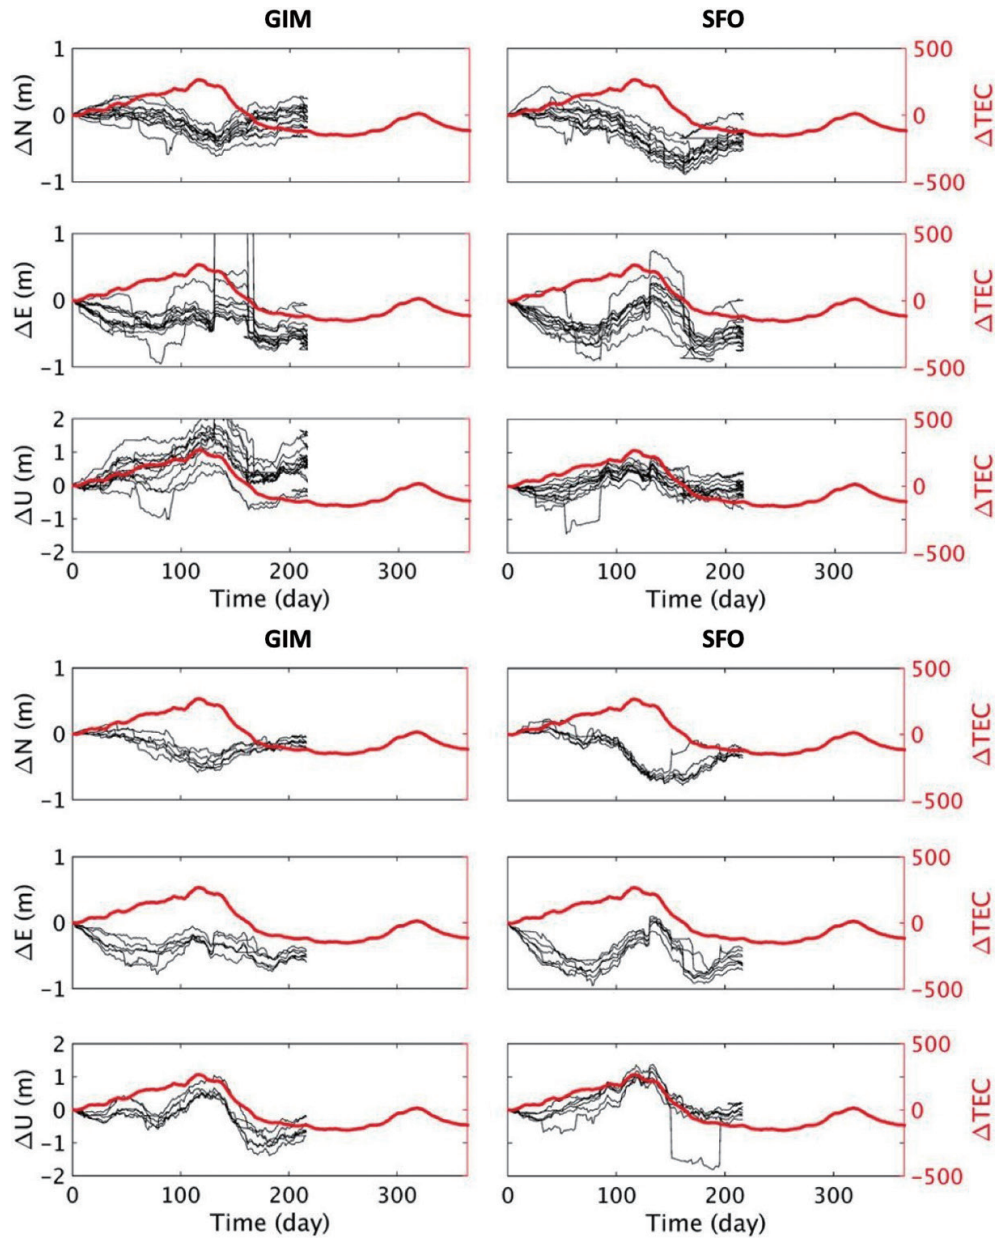 GIM SFO
1 500
0 0
-1 -500
ΔN (m) ΔTEC
1 500
0 0
-1 -500
ΔE (m) ΔTEC
2 500
1
0 0
-1
-2 -500
ΔU (m) ΔTEC
0 100 200 300 0 100 200 300
Time (day) Time (day)
GIM SFO
1 500
0 0
-1 -500
ΔN (m) ΔTEC
1 500
0 0
-1 -500
ΔE (m) ΔTEC
2 500
1
0 0
-1
-2 -500
ΔU (m) ΔTEC
0 100 200 300 0 100 200 300
Time (day) Time (day)